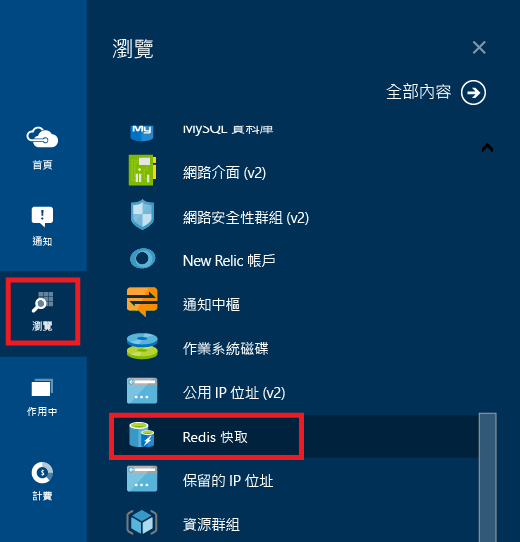 瀏覽
全部內容
首頁
通知
瀏覽
作用中
計費
Mg
MySQL 資料庫
網路介面 (v2)
網路安全性群組 (v2)
New Relic 帳戶
通知中樞
作業系統磁碟
公用 IP 位址 (v2)
Redis 快取
保留的 IP 位址
資源群組